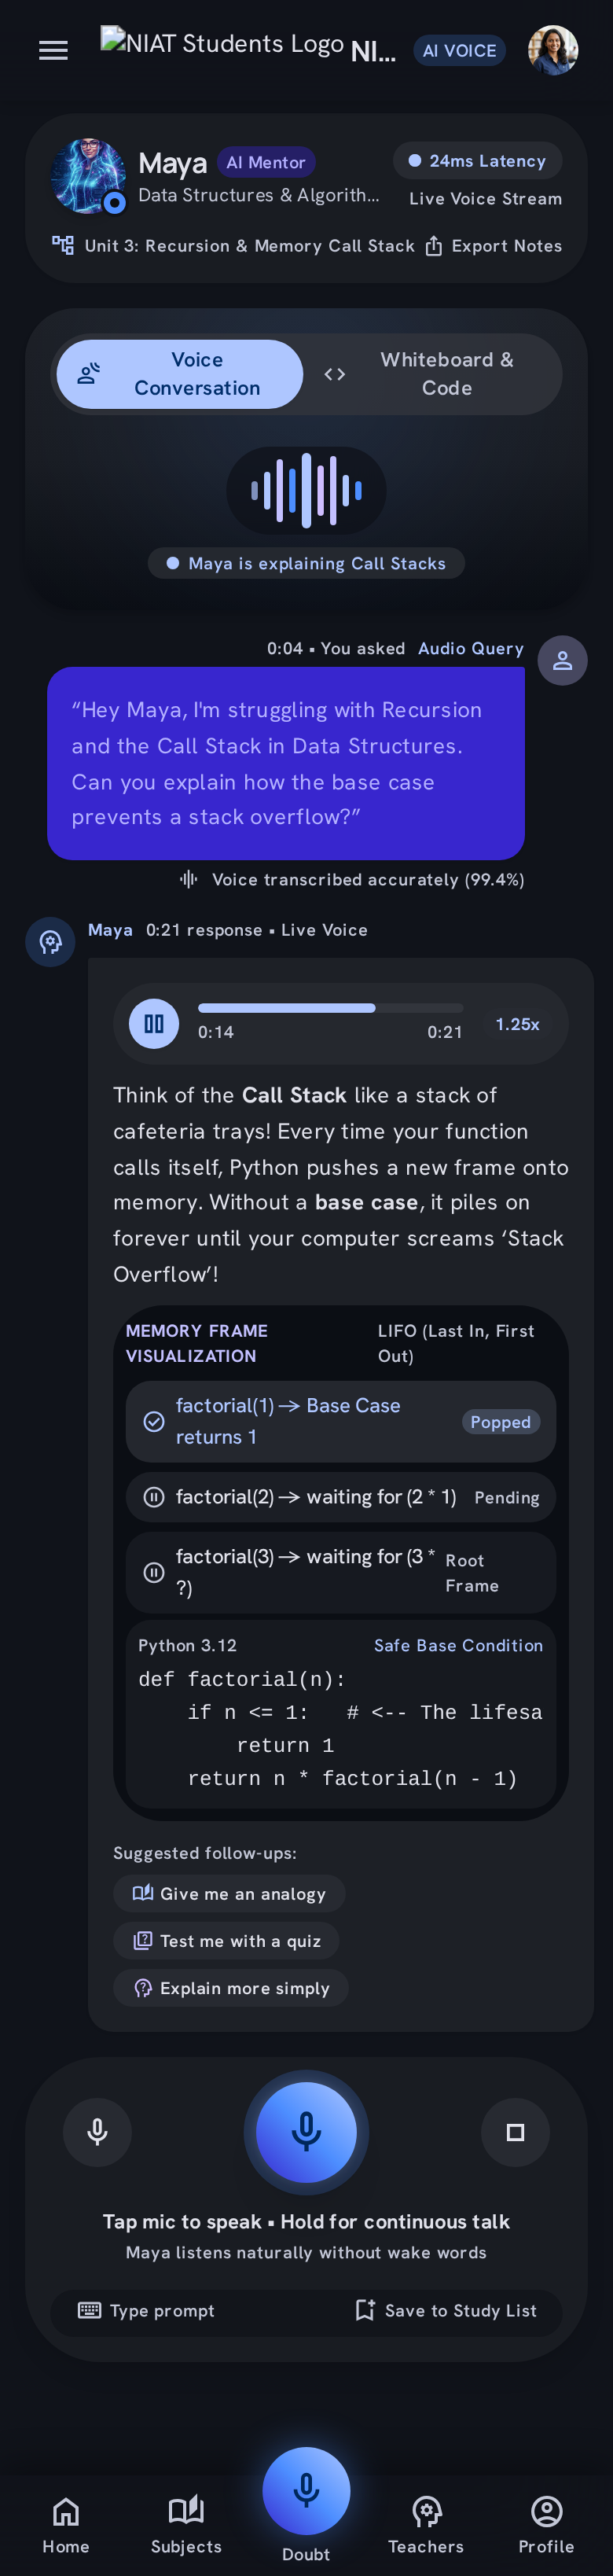 NIAT Students Logo NI... AI VOICE
Maya AI Mentor
24ms Latency
Data Structures & Algorith...
Live Voice Stream
Unit 3: Recursion & Memory Call Stack
Export Notes
Voice
Conversation
Whiteboard &
Code
Maya is explaining Call Stacks
0:04 • You asked Audio Query
“Hey Maya, I'm struggling with Recursion
and the Call Stack in Data Structures.
Can you explain how the base case
prevents a stack overflow?”
Voice transcribed accurately (99.4%)
Maya 0:21 response • Live Voice
0:14 0:21 1.25x
Think of the Call Stack like a stack of
cafeteria trays! Every time your function
calls itself, Python pushes a new frame onto
memory. Without a base case, it piles on
forever until your computer screams ‘Stack
Overflow’!
MEMORY FRAME
VISUALIZATION
LIFO (Last In, First
Out)
factorial(1) → Base Case
returns 1
Popped
factorial(2) → waiting for (2 * 1) Pending
factorial(3) → waiting for (3 *
?)
Root
Frame
Python 3.12 Safe Base Condition
def factorial(n):
    if n <= 1:   # <-- The lifesa
        return 1
    return n * factorial(n - 1)
Suggested follow-ups:
Give me an analogy
Test me with a quiz
Explain more simply
Tap mic to speak • Hold for continuous talk
Maya listens naturally without wake words
Type prompt Save to Study List
Home Subjects Doubt Teachers Profile